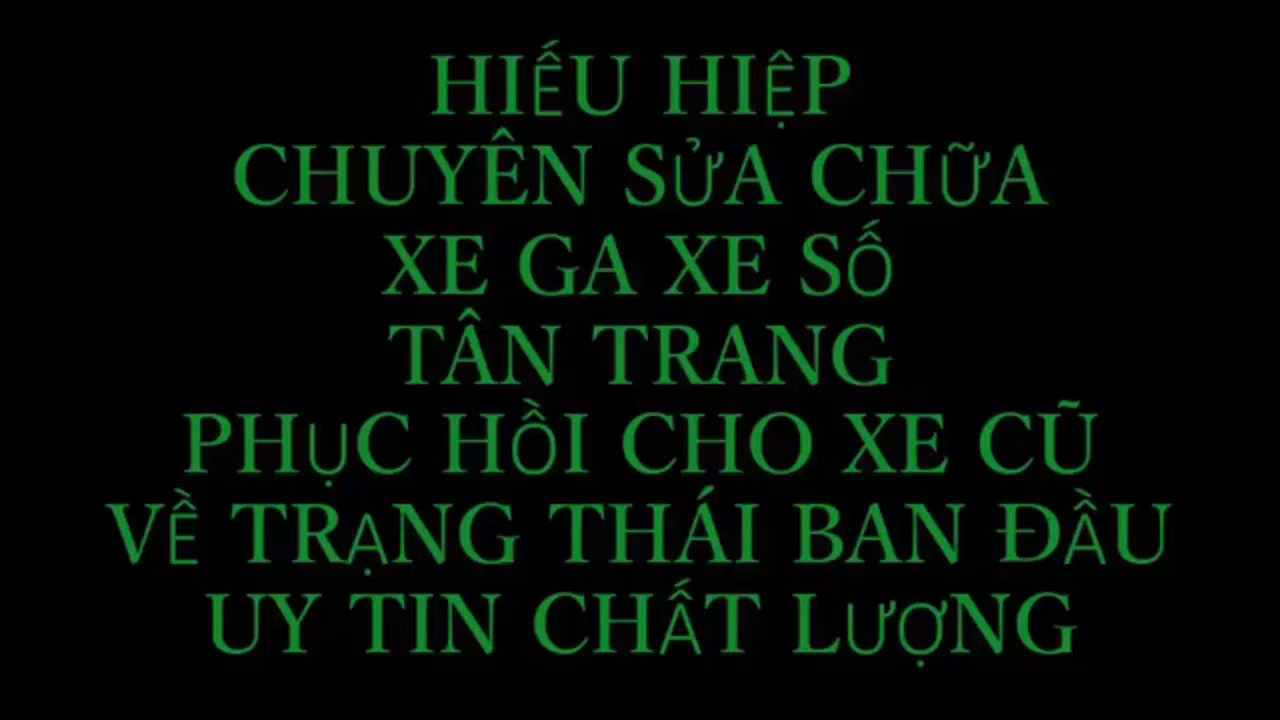 HIẾU HIỆP
CHUYÊN SỬA CHỮA
XE GA XE SỐ
TÂN TRANG
PHỤC HỒI CHO XE CŨ
VỀ TRẠNG THÁI BAN ĐẦU
UY TIN CHẤT LƯỢNG